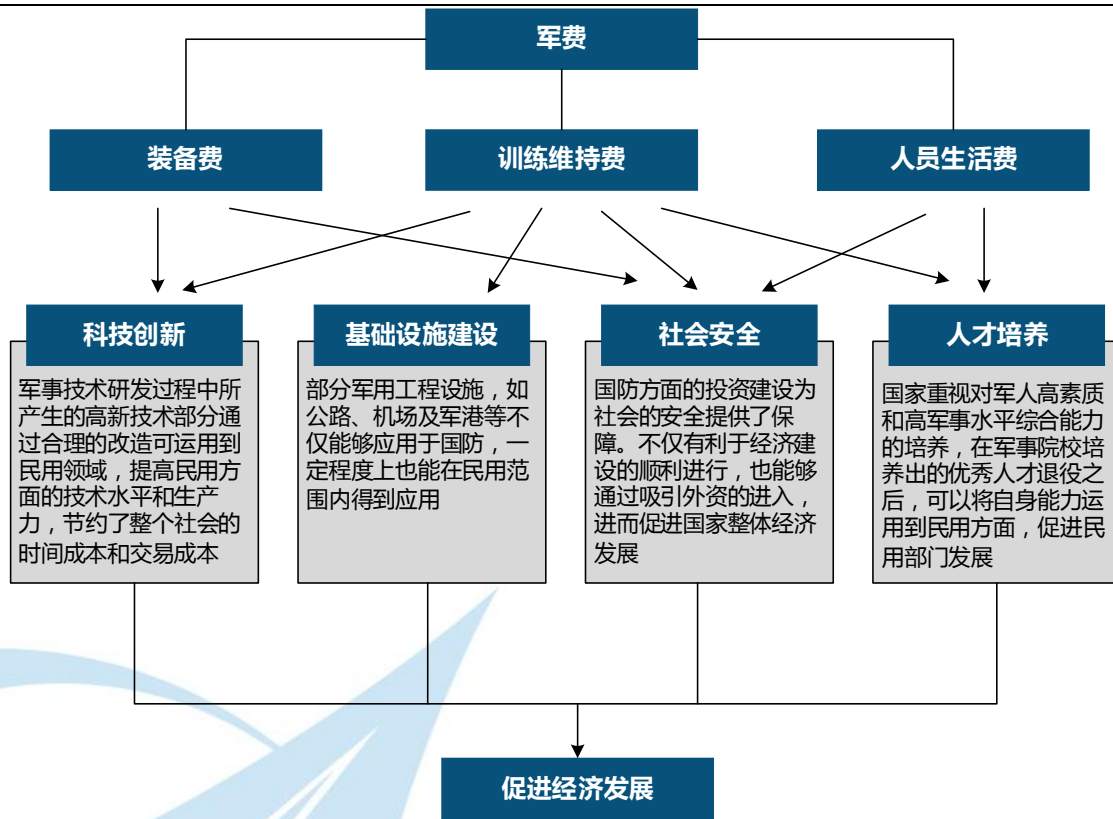 军费
装备费
训练维持费
人员生活费
科技创新
军事技术研发过程中所
产生的高新技术部分通
过合理的改造可运用到
民用领域，提高民用方
面的技术水平和生产
力，节约了整个社会的
时间成本和交易成本
基础设施建设
部分军用工程设施，如
公路、机场及军港等不
仅能够应用于国防，一
定程度上也能在民用范
围内得到应用
社会安全
国防方面的投资建设为
社会的安全提供了保
障。不仅有利于经济建
设的顺利进行，也能够
通过吸引外资的进入，
进而促进国家整体经济
发展
人才培养
国家重视对军人高素质
和高军事水平综合能力
的培养，在军事院校培
养出的优秀人才退役之
后，可以将自身能力运
用到民用方面，促进民
用部门发展
促进经济发展